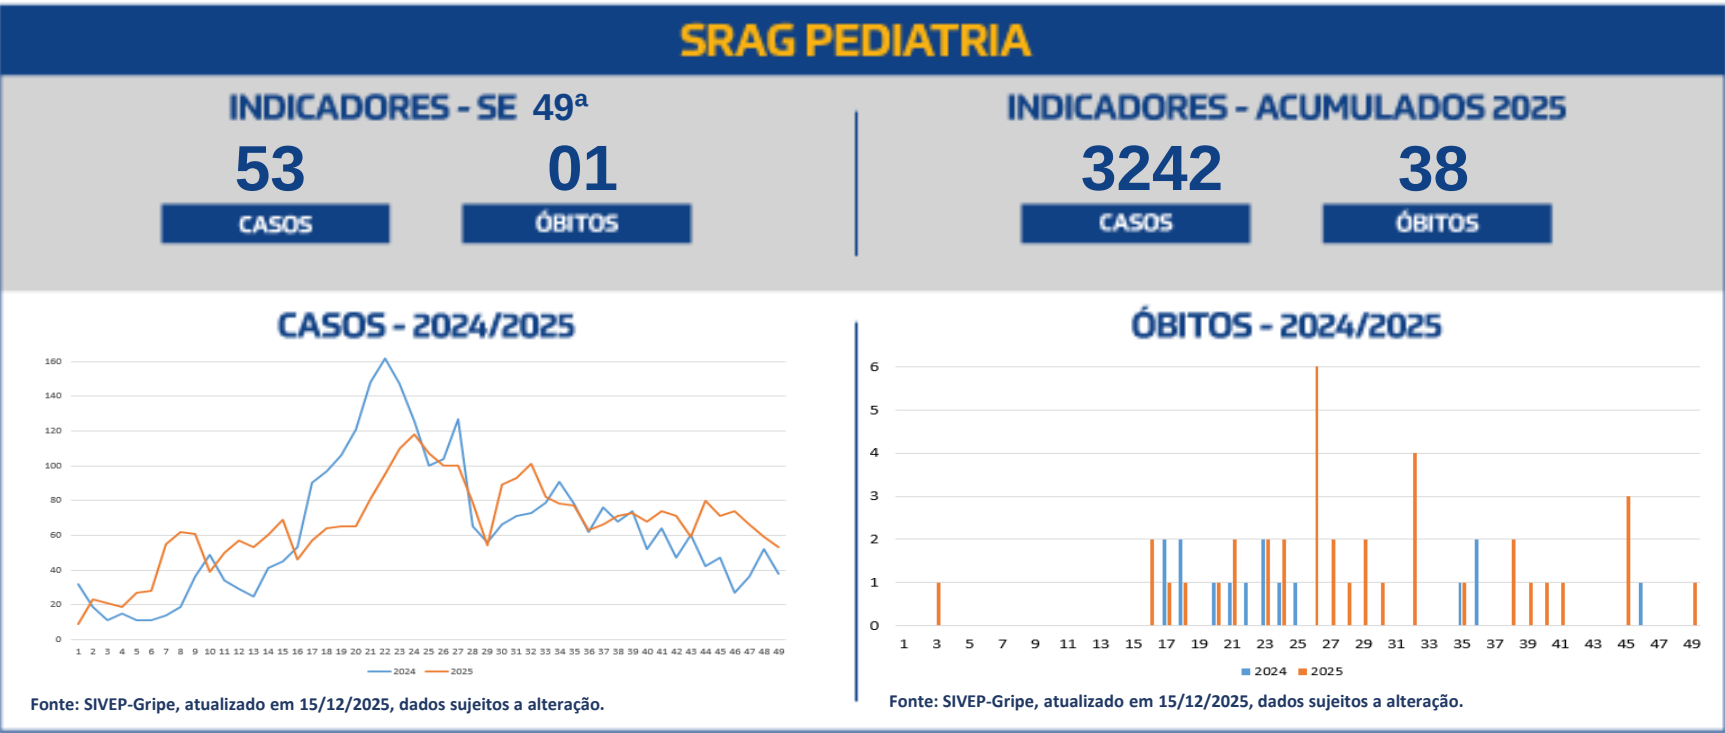 SRAG PEDIATRIA
INDICADORES - SE 49ª
53 01
CASOS ÓBITOS
INDICADORES - ACUMULADOS 2025
3242 38
CASOS ÓBITOS
CASOS - 2024/2025
160
140
120
100
80
60
40
20
0
1 2 3 4 5 6 7 8 9 10 11 12 13 14 15 16 17 18 19 20 21 22 23 24 25 26 27 28 29 30 31 32 33 34 35 36 37 38 39 40 41 42 43 44 45 46 47 48 49
2024 2025
Fonte: SIVEP-Gripe, atualizado em 15/12/2025, dados sujeitos a alteração.
ÓBITOS - 2024/2025
6
5
4
3
2
1
0
1 3 5 7 9 11 13 15 17 19 21 23 25 27 29 31 33 35 37 39 41 43 45 47 49
2024 2025
Fonte: SIVEP-Gripe, atualizado em 15/12/2025, dados sujeitos a alteração.